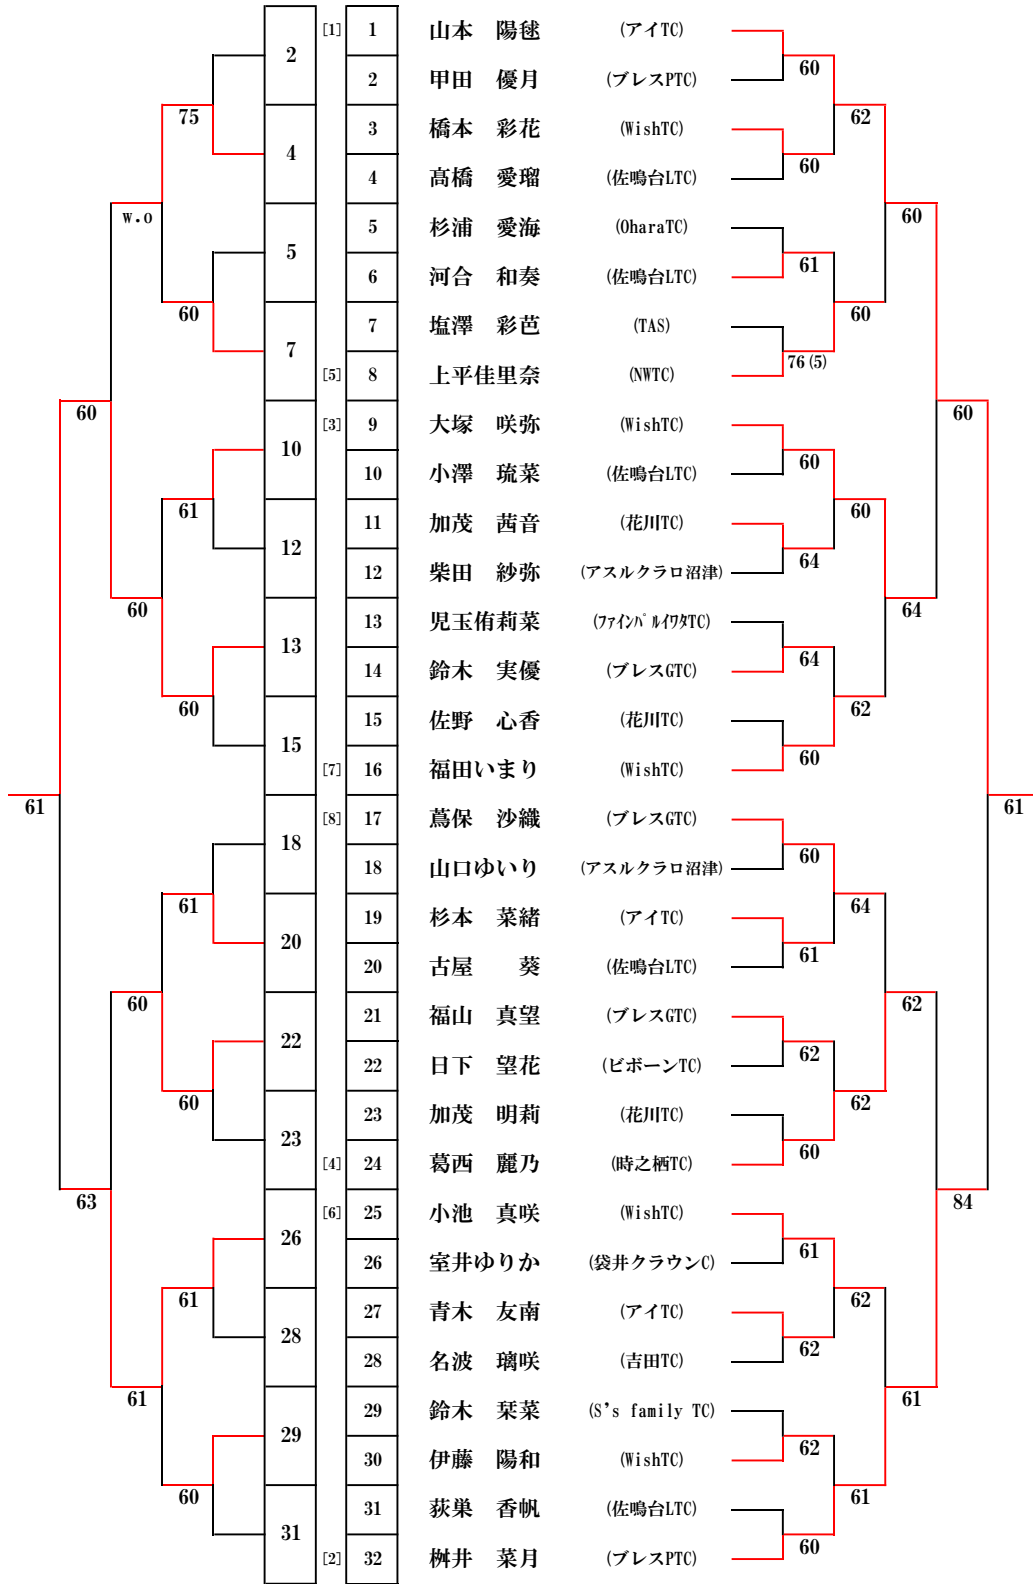 [1] 1 山本 陽毬 (アイTC)
2
2 甲田 優月 (ブレスPTC) 60
75 62
3 橋本 彩花 (WishTC)
4 60
4 髙橋 愛瑠 (佐鳴台LTC)
w.o 60
5 杉浦 愛海 (OharaTC)
5 61
6 河合 和奏 (佐鳴台LTC)
60 60
7 塩澤 彩芭 (TAS)
7 76(5)
[5] 8 上平佳里奈 (NWTC)
60 60
[3] 9 大塚 咲弥 (WishTC)
10 60
10 小澤 琉菜 (佐鳴台LTC)
61 60
11 加茂 茜音 (花川TC)
12 64
12 柴田 紗弥 (アスルクラロ沼津)
60 64
13 児玉侑莉菜 (ファインパルイワタTC)
13 64
14 鈴木 実優 (ブレスGTC)
60 62
15 佐野 心香 (花川TC)
15 60
[7] 16 福田いまり (WishTC)
61 61
[8] 17 蔦保 沙織 (ブレスGTC)
18 60
18 山口ゆいり (アスルクラロ沼津)
61 64
19 杉本 菜緒 (アイTC)
20 61
20 古屋 葵 (佐鳴台LTC)
60 62
21 福山 真望 (ブレスGTC)
22 62
22 日下 望花 (ビボーンTC)
60 62
23 加茂 明莉 (花川TC)
23 60
[4] 24 葛西 麗乃 (時之栖TC)
63 84
[6] 25 小池 真咲 (WishTC)
26 61
26 室井ゆりか (袋井クラウンC)
61 62
27 青木 友南 (アイTC)
28 62
28 名波 璃咲 (吉田TC)
61 61
29 鈴木 栞菜 (S's family TC)
29 62
30 伊藤 陽和 (WishTC)
60 61
31 荻巣 香帆 (佐鳴台LTC)
31 60
[2] 32 桝井 菜月 (ブレスPTC)